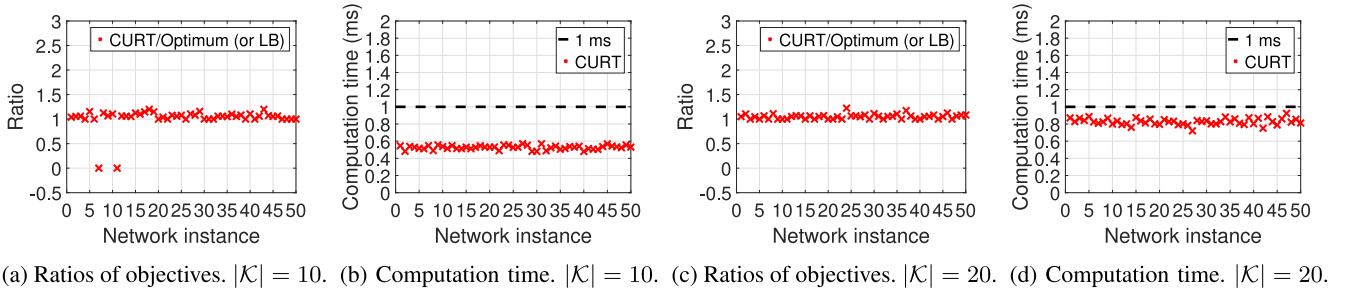 Ratio
3
2.5
2
1.5
1
0.5
0
-0.5
CURT/Optimum (or LB)
0 5 10 15 20 25 30 35 40 45 50
Network instance
(a) Ratios of objectives. |𝒦| = 10.
Computation time (ms)
2
1.8
1.6
1.4
1.2
1
0.8
0.6
0.4
0.2
0
1 ms
CURT
0 5 10 15 20 25 30 35 40 45 50
Network instance
(b) Computation time. |𝒦| = 10.
Ratio
3
2.5
2
1.5
1
0.5
0
-0.5
CURT/Optimum (or LB)
0 5 10 15 20 25 30 35 40 45 50
Network instance
(c) Ratios of objectives. |𝒦| = 20.
Computation time (ms)
2
1.8
1.6
1.4
1.2
1
0.8
0.6
0.4
0.2
0
1 ms
CURT
0 5 10 15 20 25 30 35 40 45 50
Network instance
(d) Computation time. |𝒦| = 20.